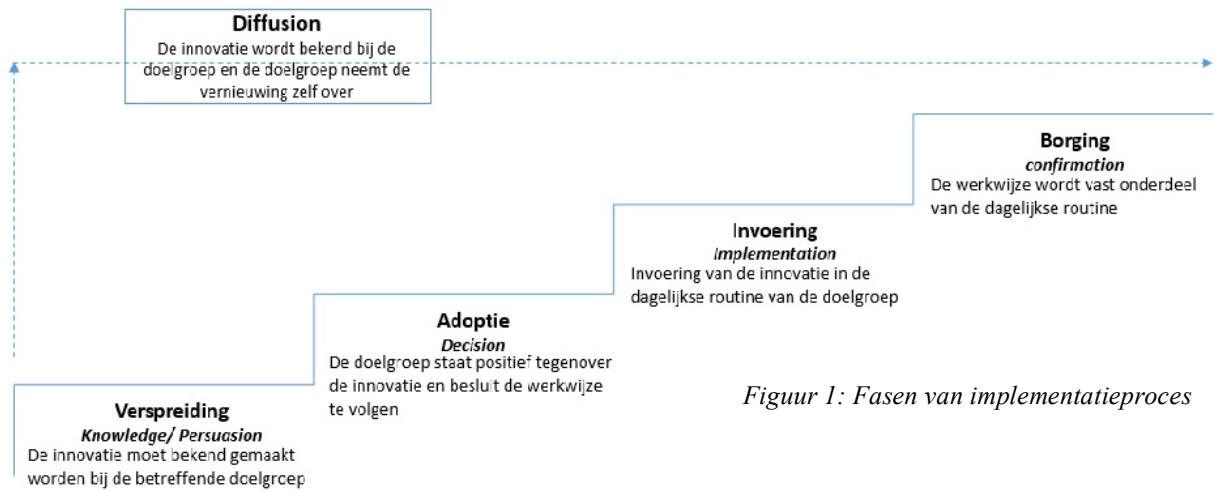 Diffusion
De innovatie wordt bekend bij de
doelgroep en de doelgroep neemt de
vernieuwing zelf over
Borging
confirmation
De werkwijze wordt vast onderdeel
van de dagelijkse routine
Invoering
Implementation
Invoering van de innovatie in de
dagelijkse routine van de doelgroep
Adoptie
Decision
De doelgroep staat positief tegenover
de innovatie en besluit de werkwijze
te volgen
Figuur 1: Fasen van implementatieproces
Verspreiding
Knowledge/ Persuasion
De innovatie moet bekend gemaakt
worden bij de betreffende doelgroep